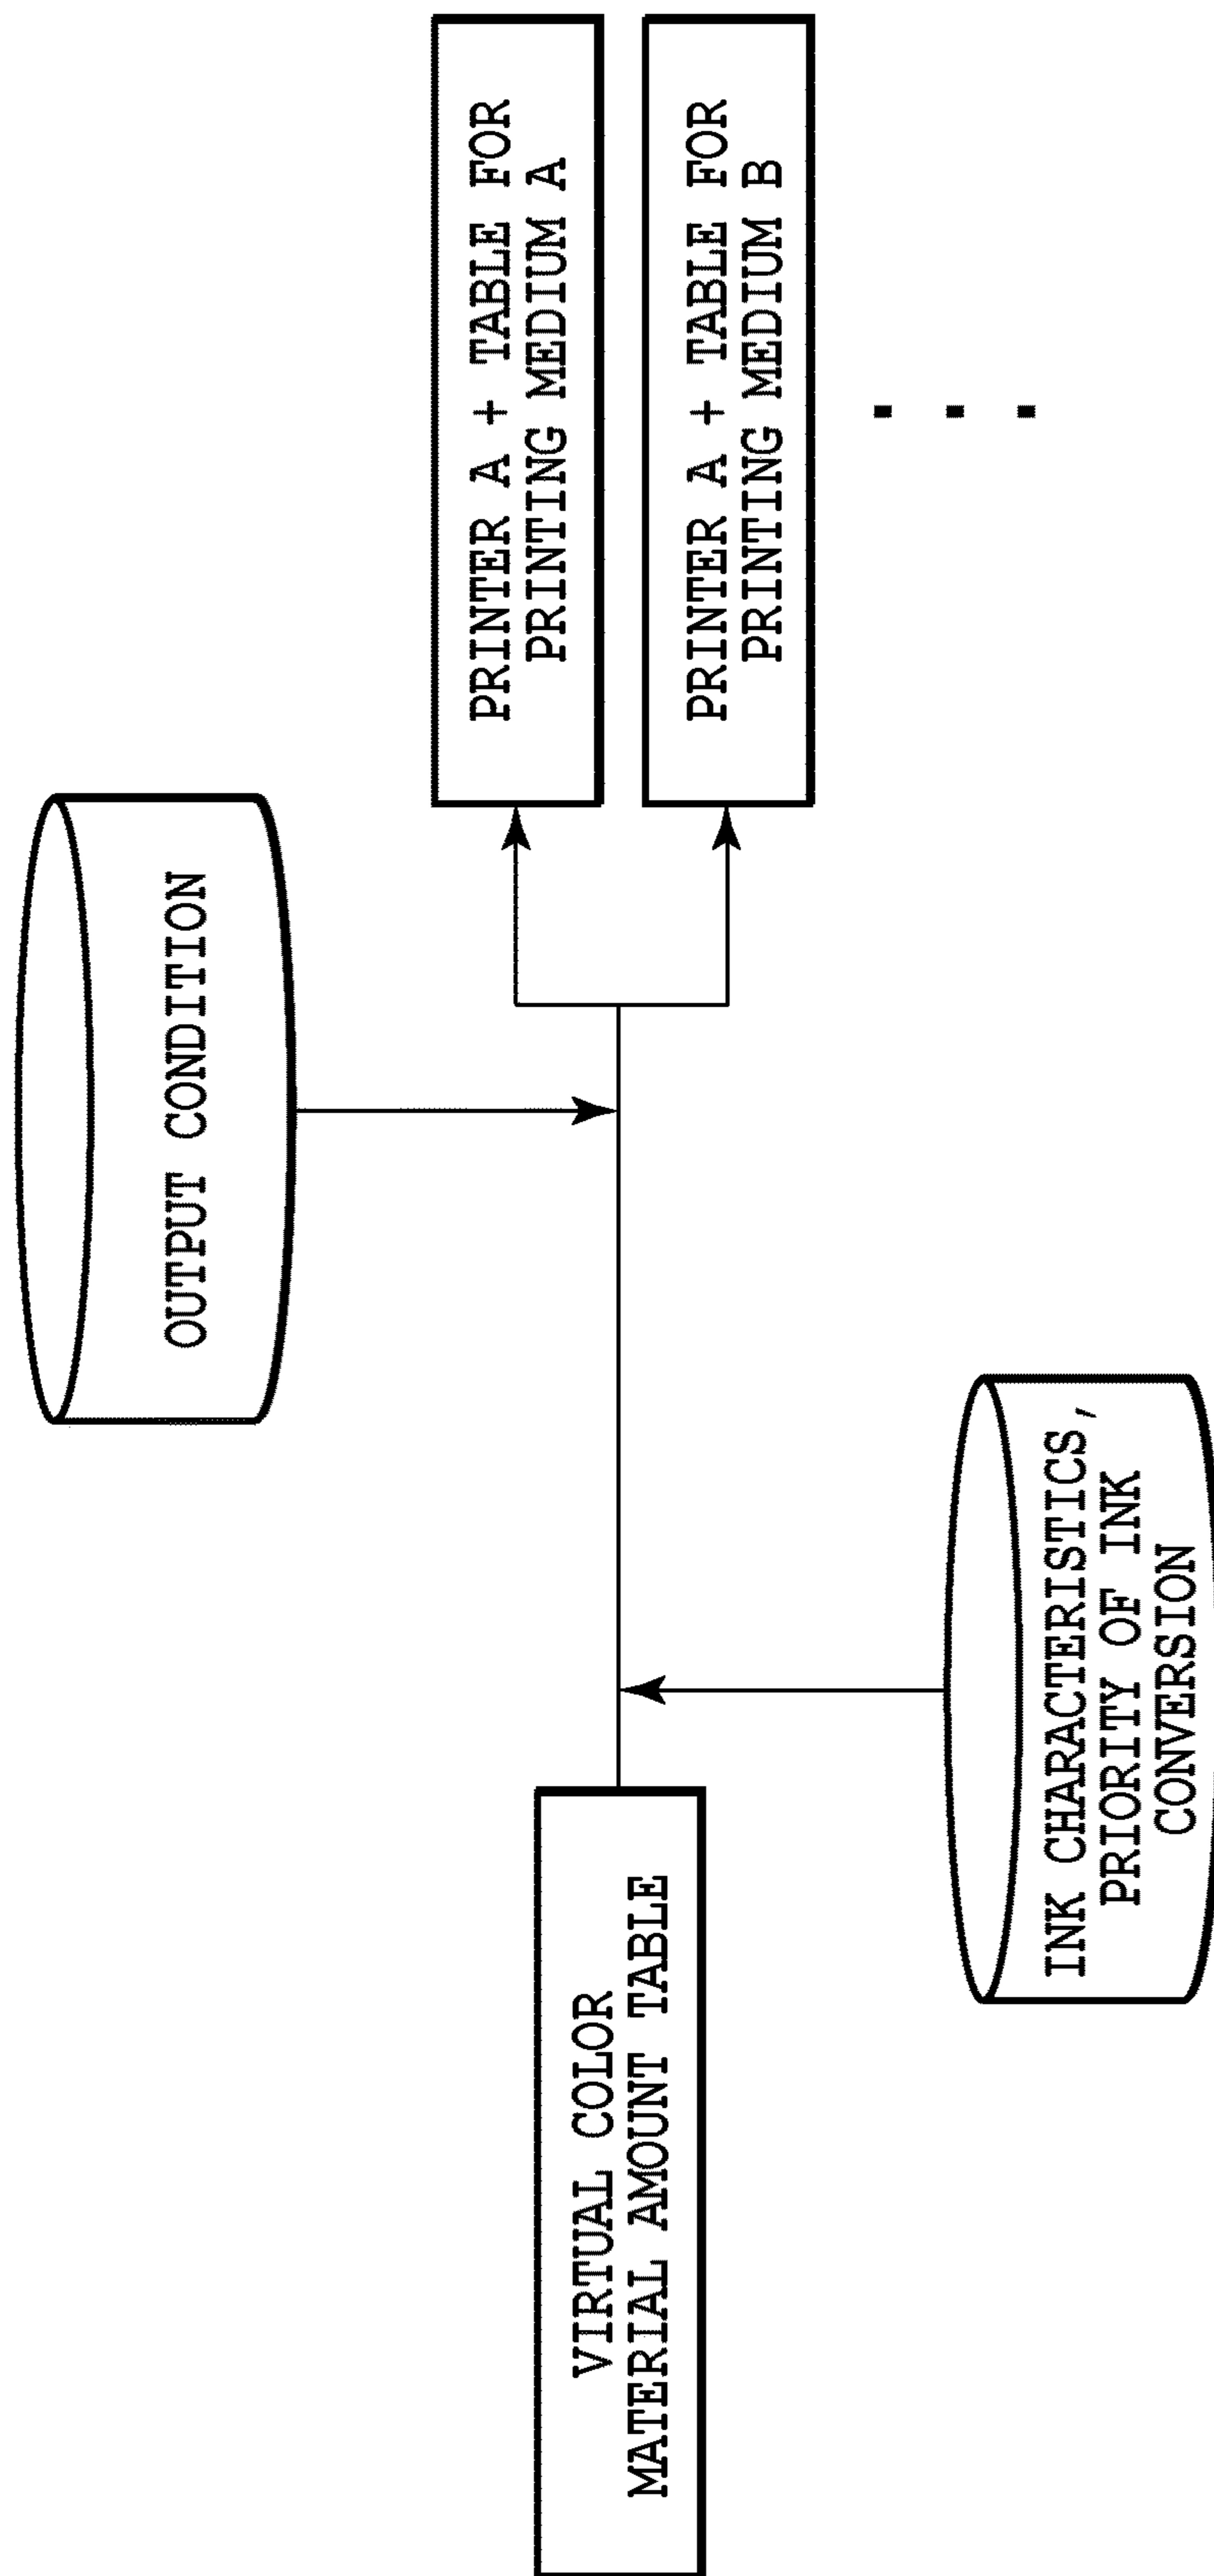 OUTPUT CONDITION
VIRTUAL COLOR
MATERIAL AMOUNT TABLE
PRINTER A + TABLE FOR
PRINTING MEDIUM A
PRINTER A + TABLE FOR
PRINTING MEDIUM B
INK CHARACTERISTICS,
PRIORITY OF INK
CONVERSION